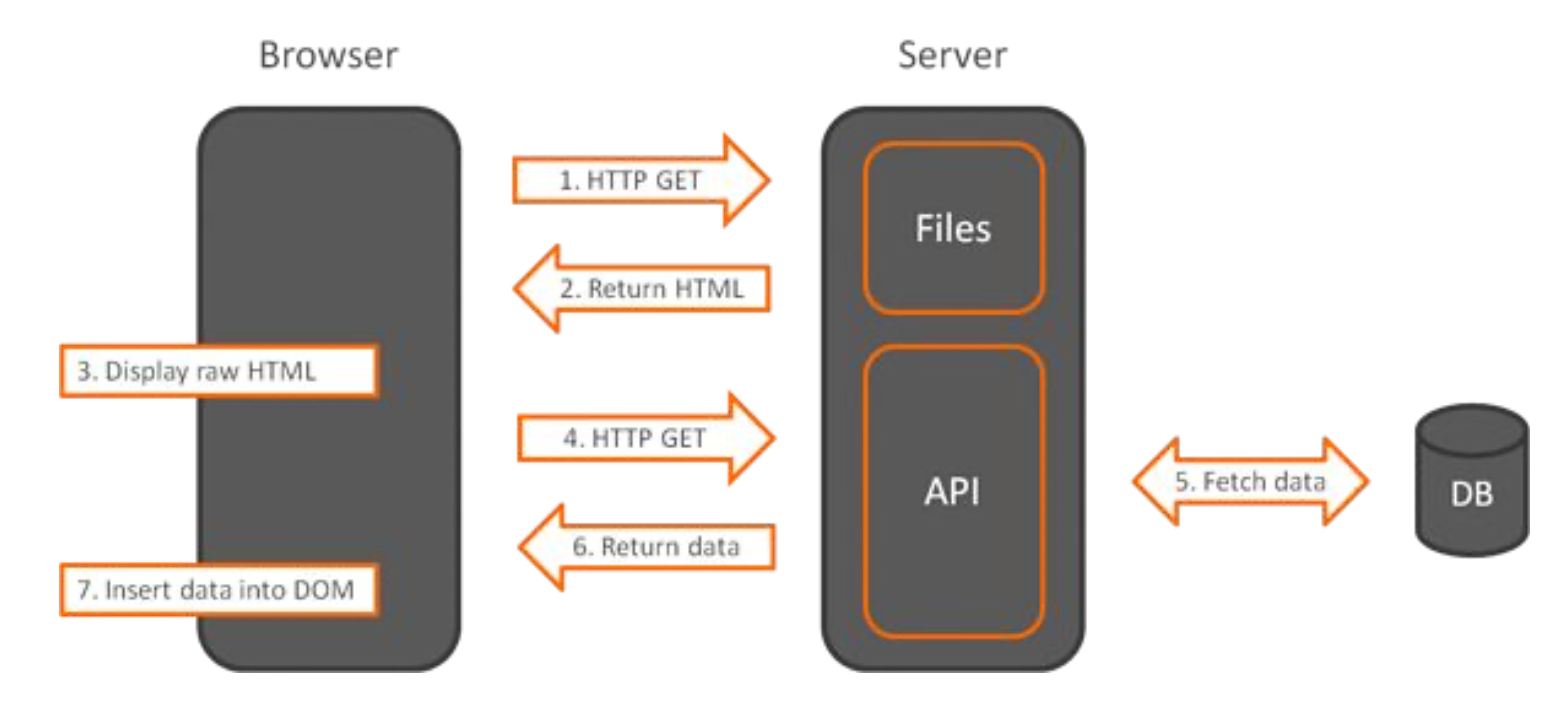 Browser
Server
1. HTTP GET
Files
2. Return HTML
3. Display raw HTML
4. HTTP GET
API
5. Fetch data
DB
6. Return data
7. Insert data into DOM